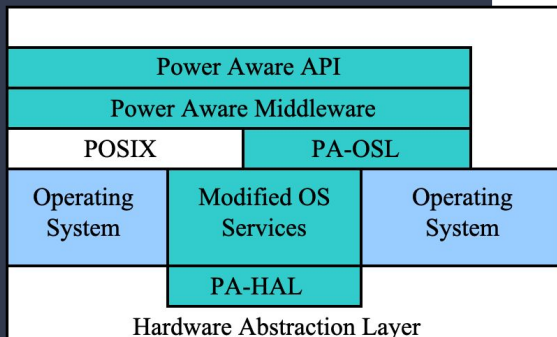 Power Aware API
Power Aware Middleware
POSIX
PA-OSL
Operating
System
Modified OS
Services
Operating
System
PA-HAL
Hardware Abstraction Layer